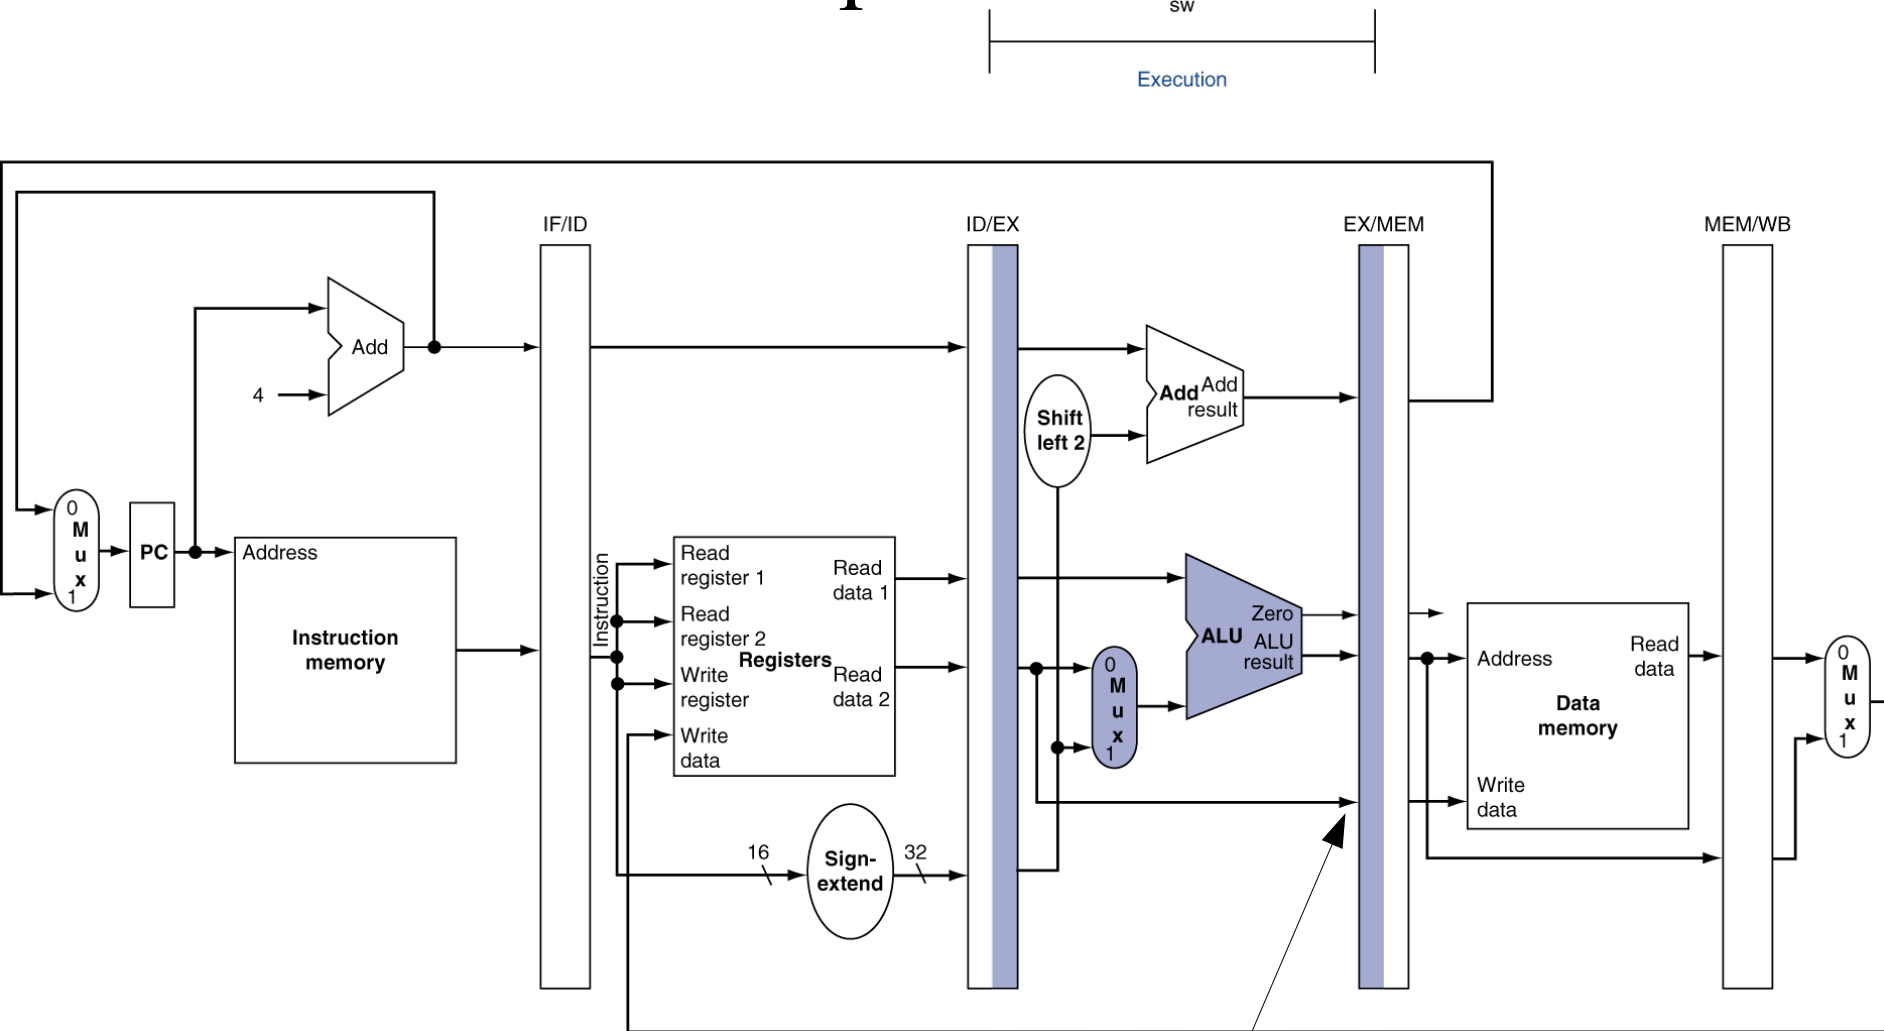 sw
Execution
IF/ID
ID/EX
EX/MEM
MEM/WB
Add
4
Add
Add
result
Shift
left 2
0
M
u
x
1
PC
Address
Instruction
memory
Instruction
Read
register 1
Read
register 2
Write
register
Write
data
Registers
Read
data 1
Read
data 2
16
Sign-
extend
32
0
M
u
x
1
Zero
ALU
ALU
result
Address
Read
data
Data
memory
Write
data
0
M
u
x
1